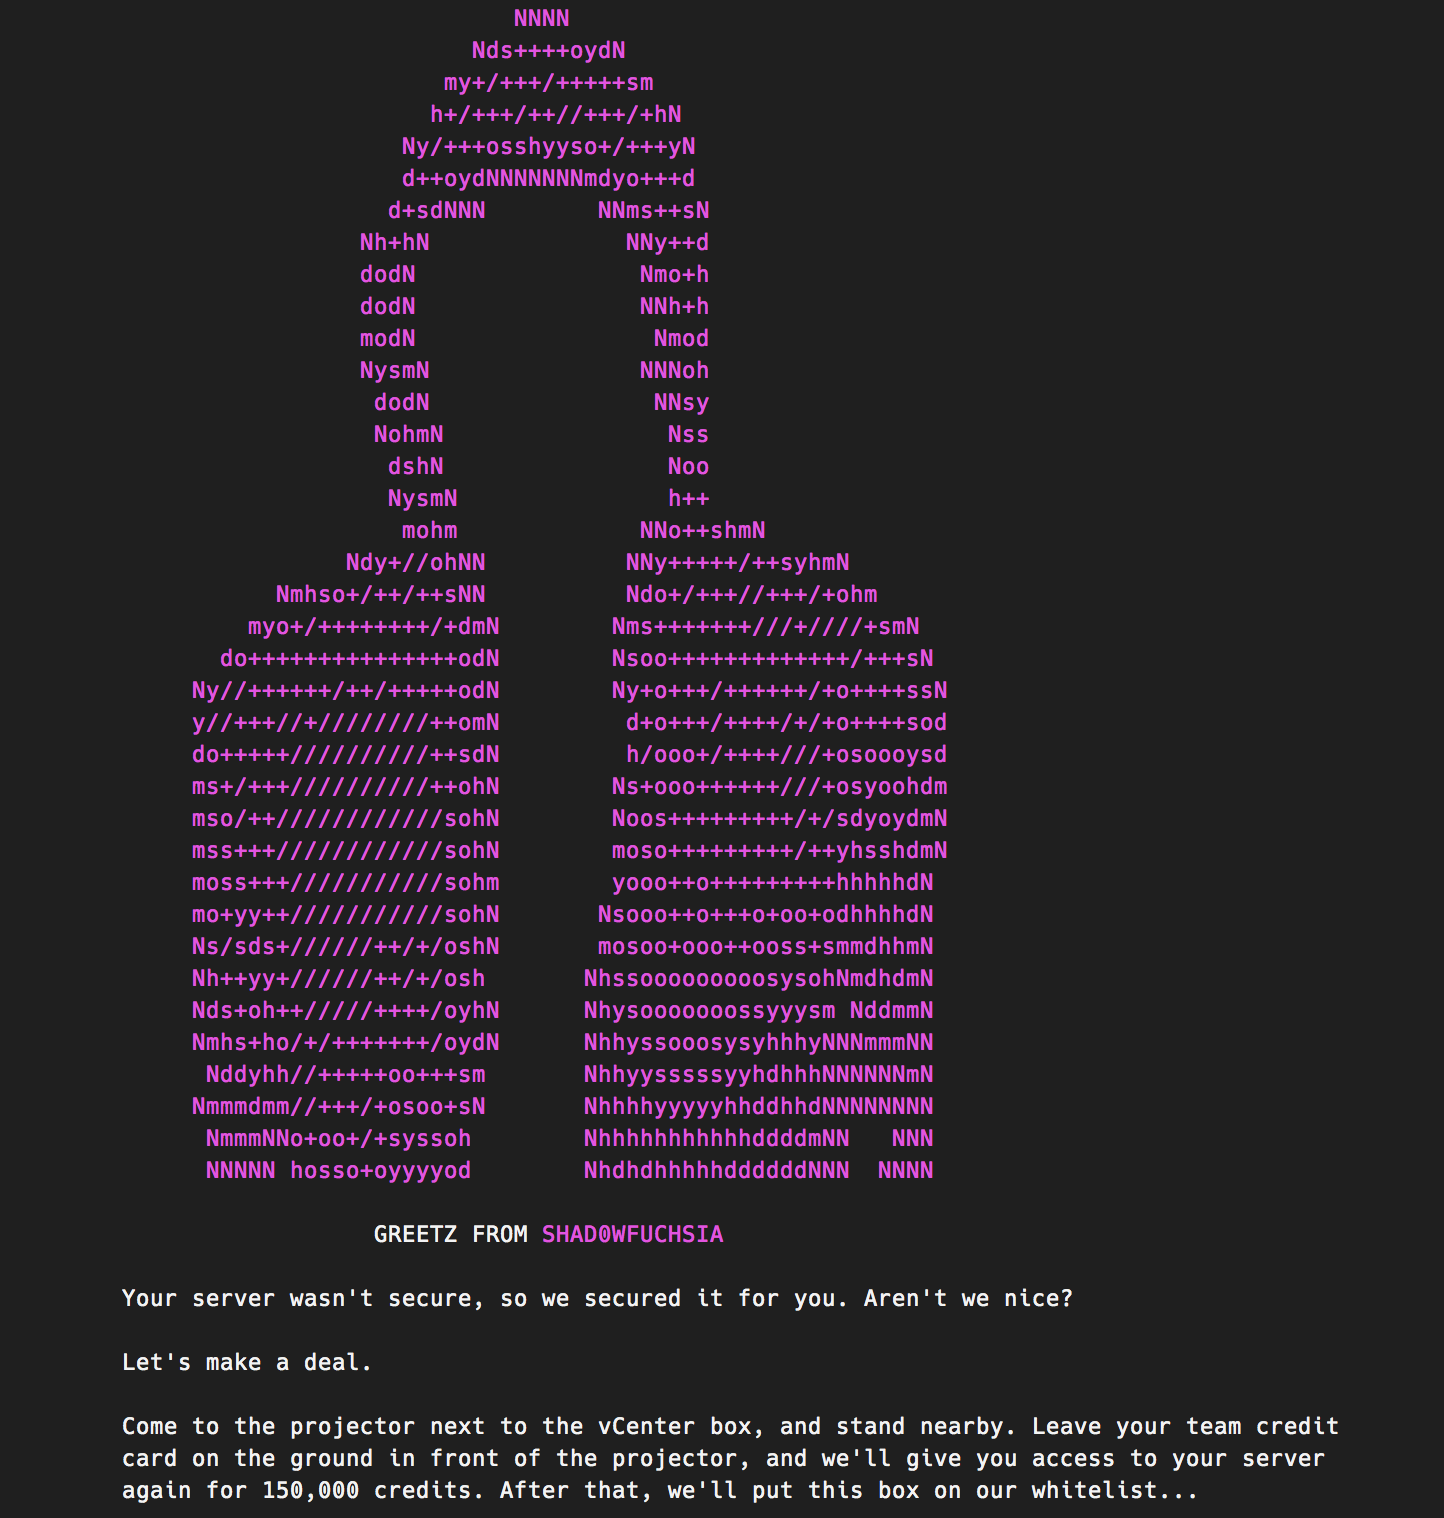 NNNN
Nds++++oydN
my+/+++/+++++sm
h+/+++/++//+++/+hN
Ny/+++osshyyso+/+++yN
d++oydNNNNNNNmdyo+++d
d+sdNNN        NNms++sN
Nh+hN              NNy++d
dodN                Nmo+h
dodN                NNh+h
modN                 Nmod
NysmN               NNNoh
dodN                NNsy
NohmN                Nss
dshN                Noo
NysmN               h++
mohm             NNo++shmN
Ndy+//ohNN          NNy+++++/++syhmN
Nmhso+/++/++sNN          Ndo+/+++//+++/+ohm
myo+/++++++++/+dmN        Nms+++++++///+////+smN
do+++++++++++++++odN        Nsoo+++++++++++++/+++sN
Ny//++++++/++/+++++odN        Ny+o+++/++++++/+o++++ssN
y//+++//+////////++omN         d+o+++/++++/+/+o++++sod
do+++++//////////++sdN         h/ooo+/++++///+osoooysd
ms+/+++//////////++ohN        Ns+ooo++++++///+osyoohdm
mso/++////////////sohN        Noos+++++++++/+/sdyoydmN
mss+++////////////sohN        moso+++++++++/++yhsshdmN
moss+++///////////sohm        yooo++o+++++++++hhhhhdN
mo+yy++///////////sohN       Nsooo++o+++o+oo+odhhhhdN
Ns/sds+//////++/+/oshN       mosoo+ooo++ooss+smmdhhmN
Nh++yy+//////++/+/osh       NhssooooooooosysohNmdhdmN
Nds+oh++/////++++/oyhN      Nhysooooooossyyysm NddmmN
Nmhs+ho/+/+++++++/oydN      Nhhyssooosysyhhhy​NNNmmmNN
Nddyhh//+++++oo+++sm       Nhhyysssssyyhdhhh​NNNNNNmN
Nmmmdmm//+++/+osoo+sN       Nhhhhyyyyyhhddhhd​NNNNNNNN
NmmmNNo+oo+/+syssoh        NhhhhhhhhhhhddddmNN   NNN
NNNNN hosso+oyyyyod        NhdhdhhhhhddddddNNN  NNNN
GREETZ FROM SHAD0WFUCHSIA
Your server wasn't secure, so we secured it for you. Aren't we nice?
Let's make a deal.
Come to the projector next to the vCenter box, and stand nearby. Leave your team credit
card on the ground in front of the projector, and we'll give you access to your server
again for 150,000 credits. After that, we'll put this box on our whitelist...